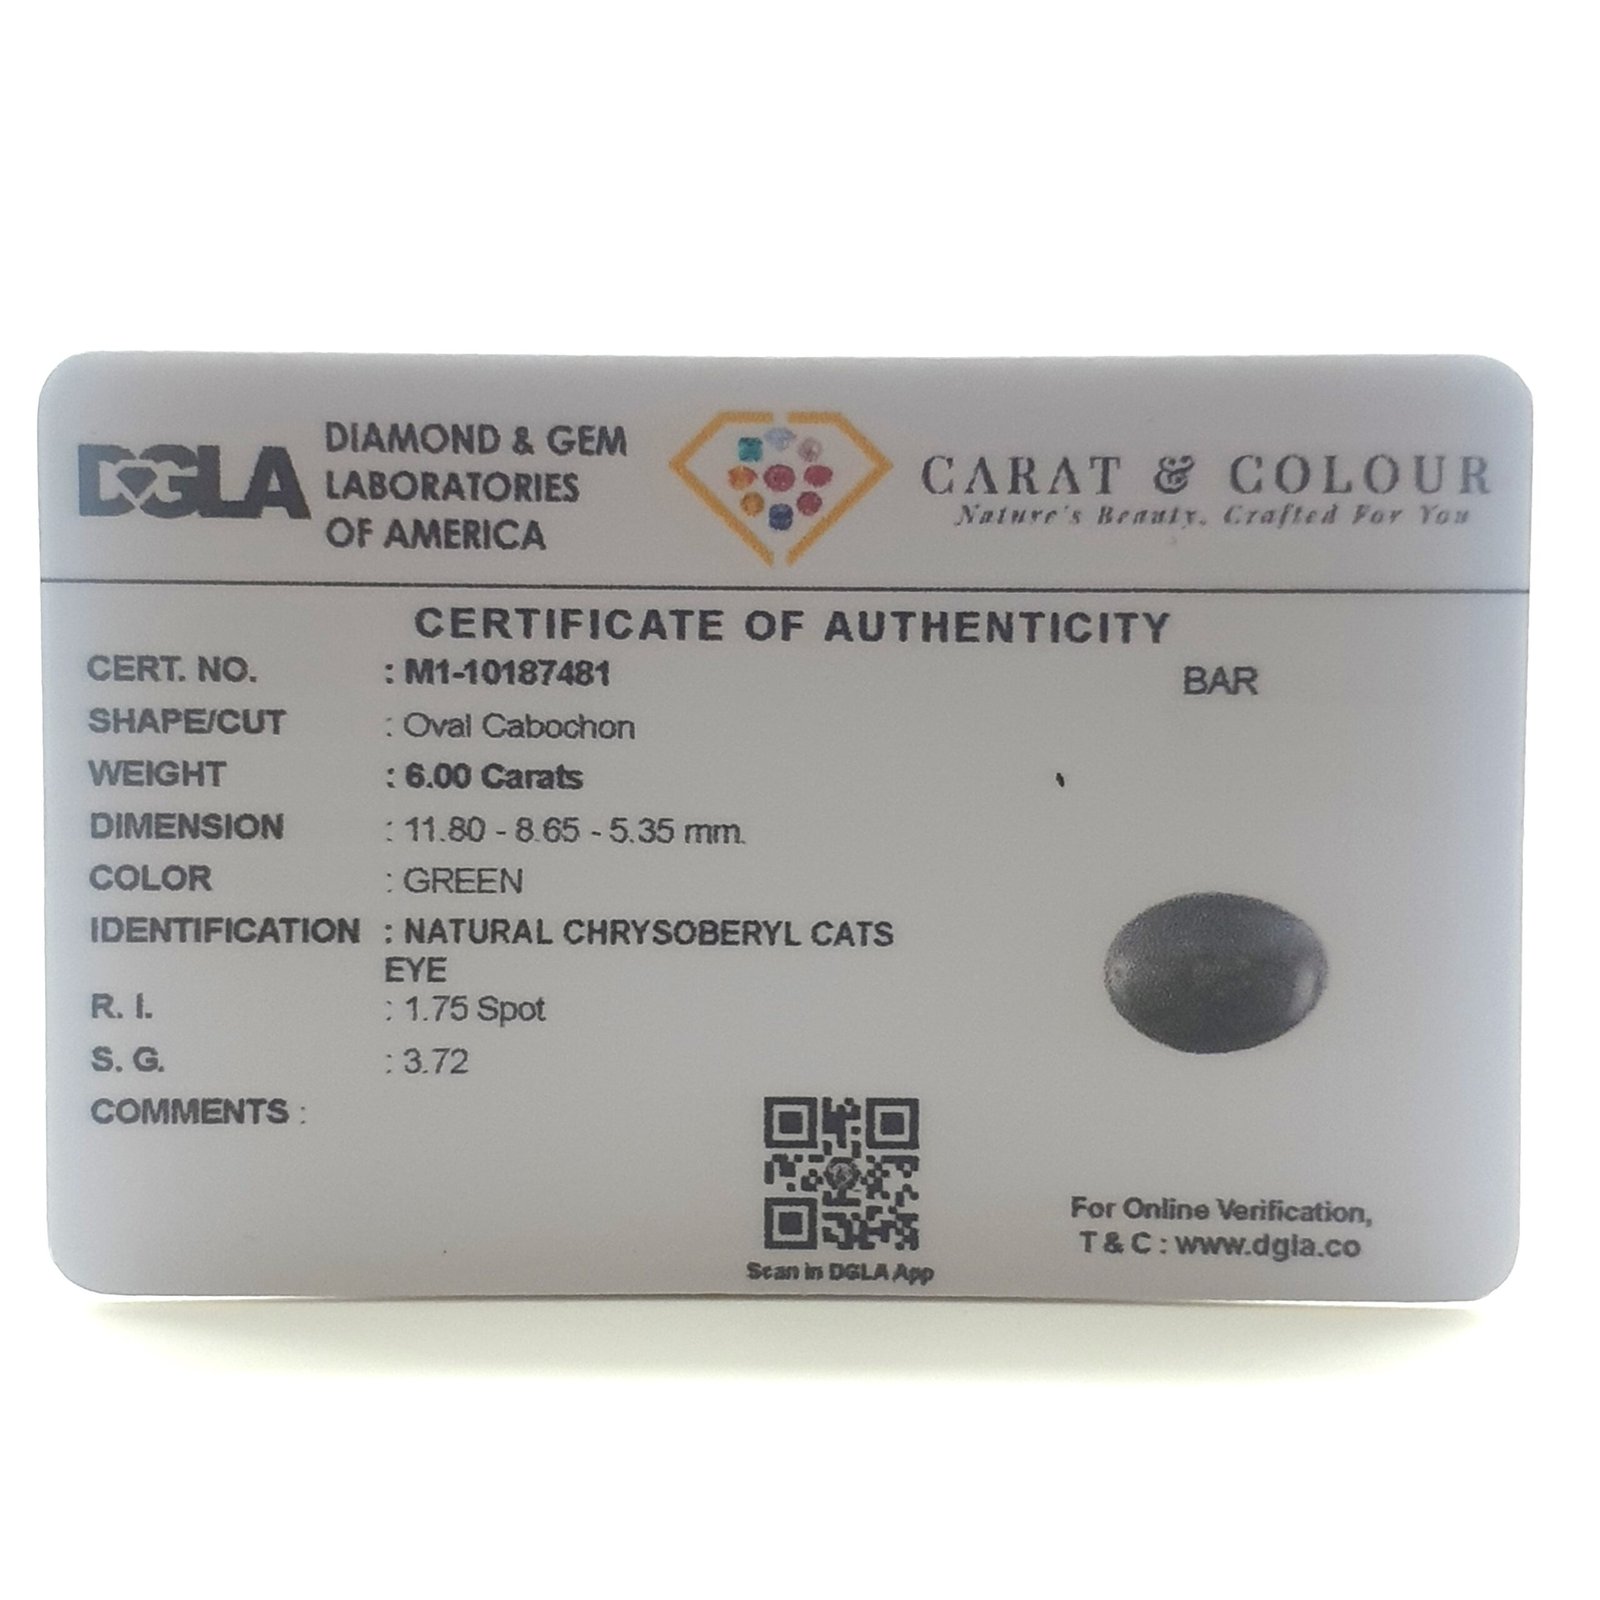 DGLA
DIAMOND & GEM
LABORATORIES
OF AMERICA
CARAT & COLOUR
Nature's Beauty, Crafted For You
CERTIFICATE OF AUTHENTICITY
CERT. NO. : M1-10187481
BAR
SHAPE/CUT : Oval Cabochon
WEIGHT : 6.00 Carats
DIMENSION : 11.80 - 8.65 - 5.35 mm.
COLOR : GREEN
IDENTIFICATION : NATURAL CHRYSOBERYL CATS
EYE
R. I. : 1.75 Spot
S. G. : 3.72
COMMENTS :
Scan in DGLA App
For Online Verification,
T & C : www.dgla.co